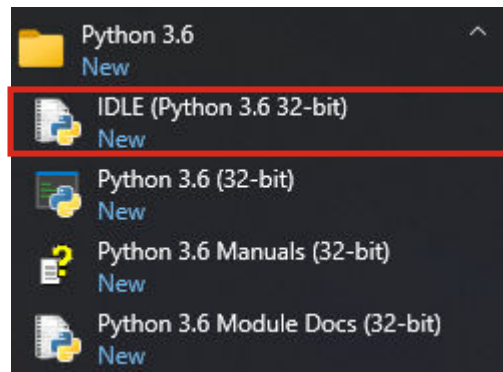 Python 3.6
New
IDLE (Python 3.6 32-bit)
New
Python 3.6 (32-bit)
New
Python 3.6 Manuals (32-bit)
New
Python 3.6 Module Docs (32-bit)
New